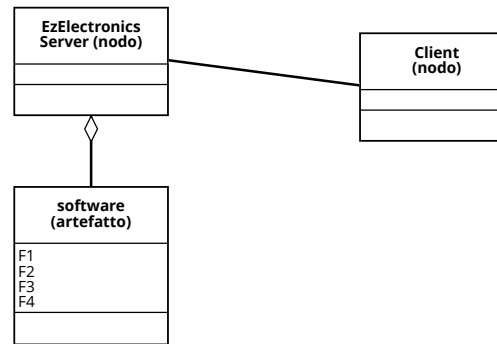 EzElectronics
Server (nodo)
Client
(nodo)
software
(artefatto)
F1
F2
F3
F4